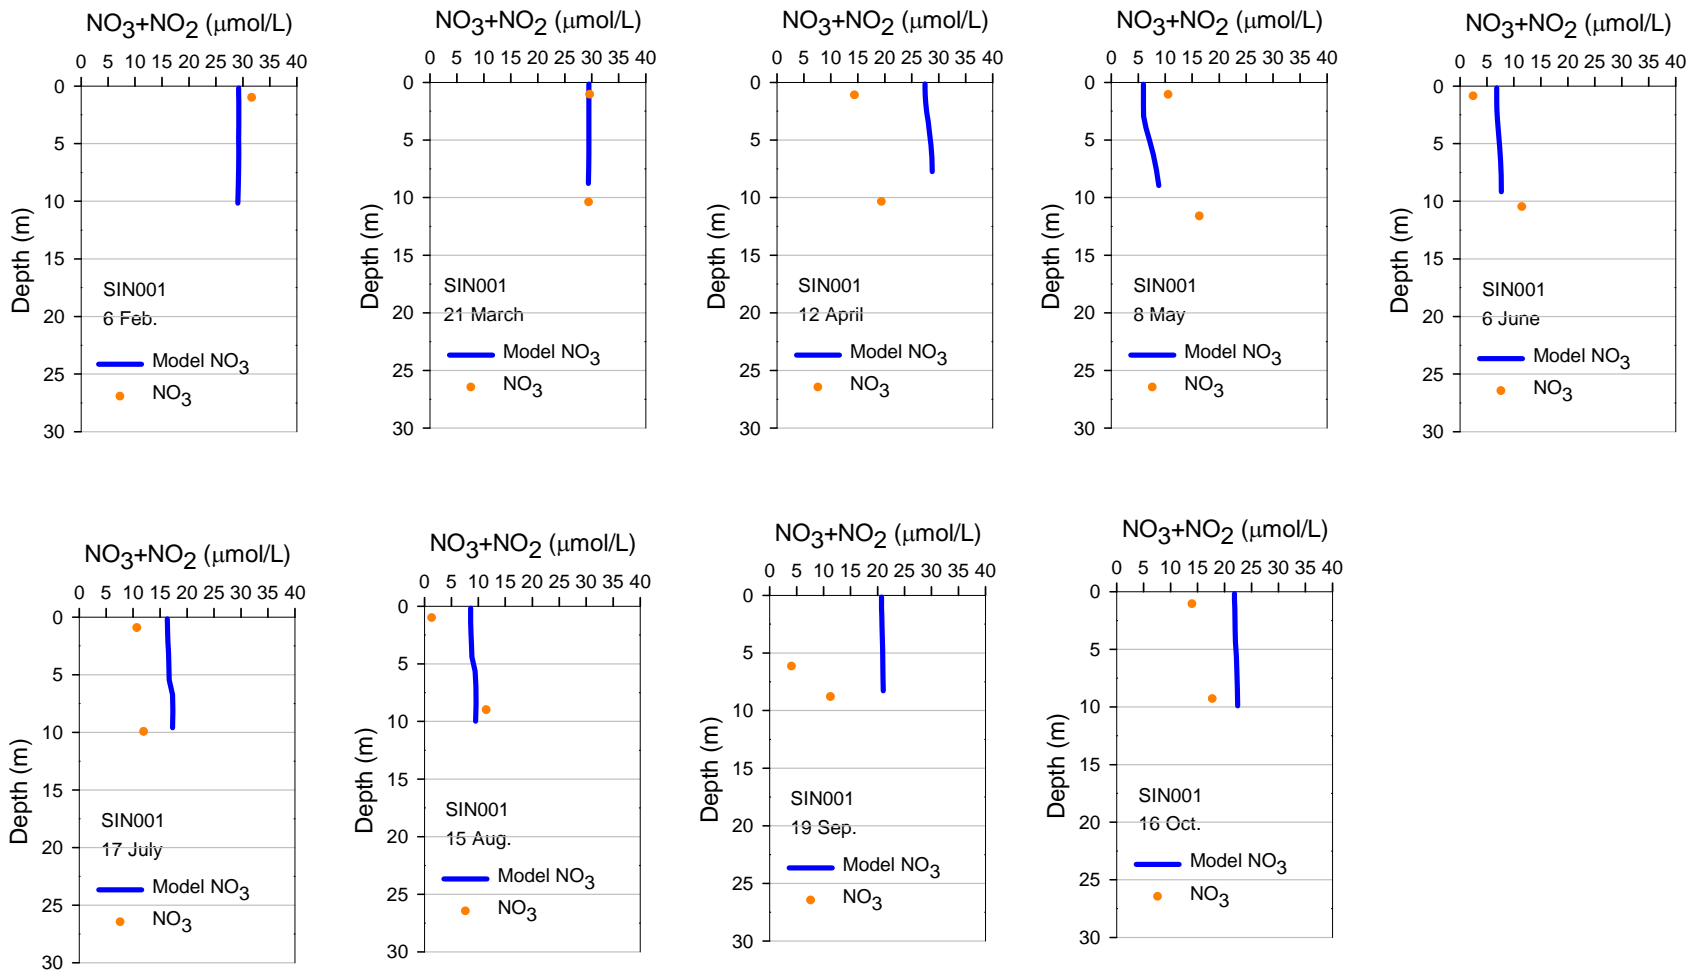 NO3+NO2 (μmol/L)
0 5 10 15 20 25 30 35 40
0
5
10
15
20
25
30
Depth (m)
SIN001
6 Feb.
Model NO3
NO3
NO3+NO2 (μmol/L)
0 5 10 15 20 25 30 35 40
0
5
10
15
20
25
30
Depth (m)
SIN001
21 March
Model NO3
NO3
NO3+NO2 (μmol/L)
0 5 10 15 20 25 30 35 40
0
5
10
15
20
25
30
Depth (m)
SIN001
12 April
Model NO3
NO3
NO3+NO2 (μmol/L)
0 5 10 15 20 25 30 35 40
0
5
10
15
20
25
30
Depth (m)
SIN001
8 May
Model NO3
NO3
NO3+NO2 (μmol/L)
0 5 10 15 20 25 30 35 40
0
5
10
15
20
25
30
Depth (m)
SIN001
6 June
Model NO3
NO3
NO3+NO2 (μmol/L)
0 5 10 15 20 25 30 35 40
0
5
10
15
20
25
30
Depth (m)
SIN001
17 July
Model NO3
NO3
NO3+NO2 (μmol/L)
0 5 10 15 20 25 30 35 40
0
5
10
15
20
25
30
Depth (m)
SIN001
15 Aug.
Model NO3
NO3
NO3+NO2 (μmol/L)
0 5 10 15 20 25 30 35 40
0
5
10
15
20
25
30
Depth (m)
SIN001
19 Sep.
Model NO3
NO3
NO3+NO2 (μmol/L)
0 5 10 15 20 25 30 35 40
0
5
10
15
20
25
30
Depth (m)
SIN001
16 Oct.
Model NO3
NO3